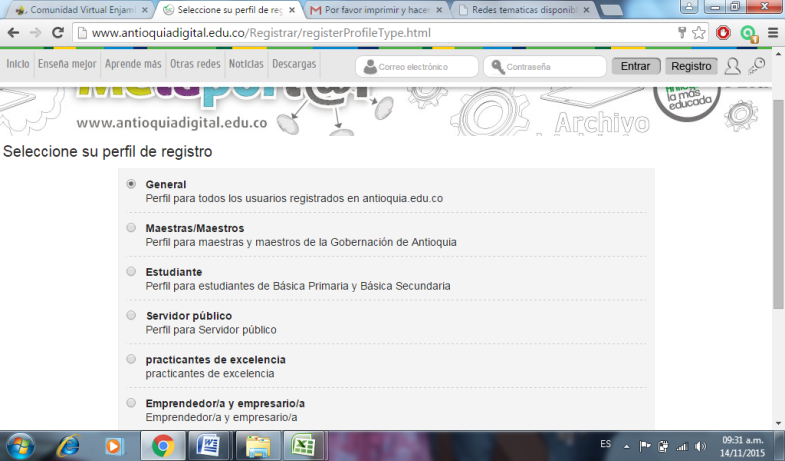 Comunidad Virtual Enjam
Seleccione su perfil de reg
Por favor imprimir y hacer
Redes tematicas disponibl
www.antioquiadigital.edu.co/Registrar/registerProfileType.html
Inicio Enseña mejor Aprende más Otras redes Noticias Descargas
Correo electrónico
Contraseña
Entrar
Registro
www.antioquiadigital.edu.co
Archivo
la más
educada
Seleccione su perfil de registro
General
Perfil para todos los usuarios registrados en antioquia.edu.co
Maestras/Maestros
Perfil para maestras y maestros de la Gobernación de Antioquia
Estudiante
Perfil para estudiantes de Básica Primaria y Básica Secundaria
Servidor público
Perfil para Servidor público
practicantes de excelencia
practicantes de excelencia
Emprendedor/a y empresario/a
Emprendedor/a y empresario/a
ES
09:31 a.m.
14/11/2015